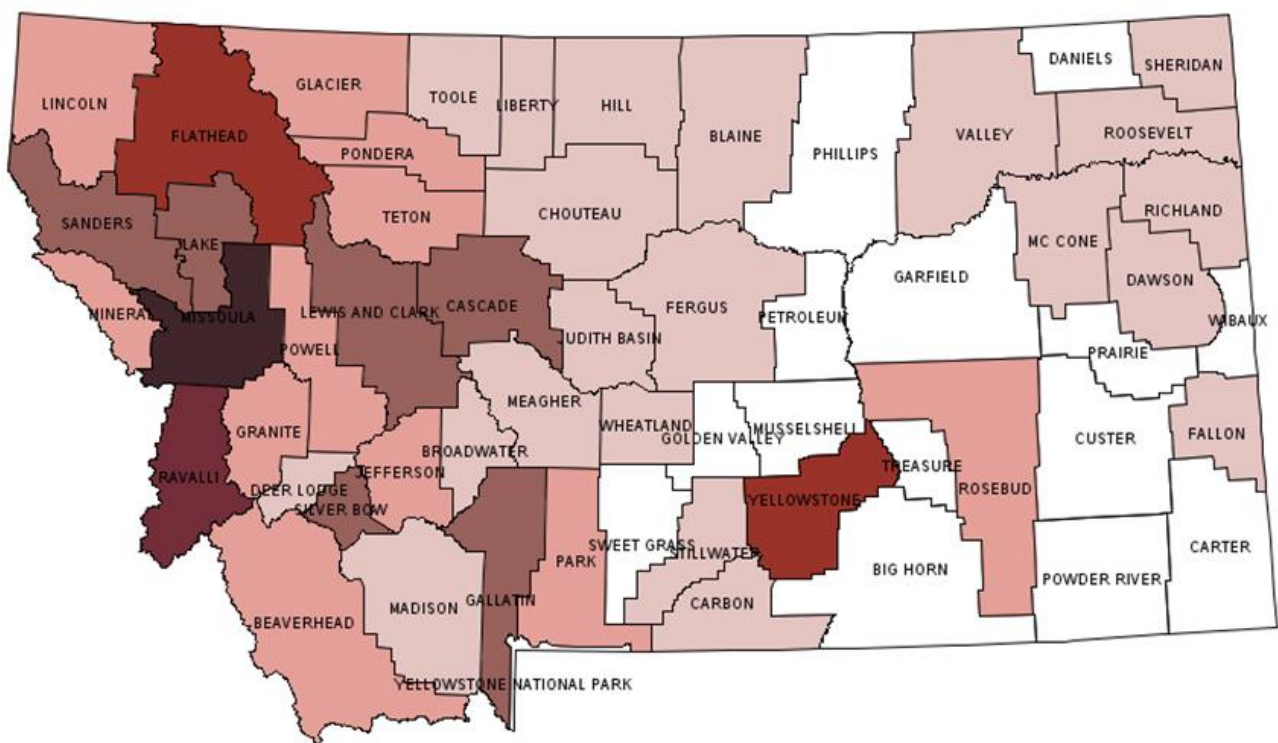 DANIELS
SHERIDAN
GLACIER
LINCOLN
TOOLE
LIBERTY
HILL
FLATHEAD
BLAINE
VALLEY
ROOSEVELT
PHILLIPS
PONDERA
TETON
CHOUTEAU
RICHLAND
SANDERS
LAKE
MC CONE
GARFIELD
DAWSON
FERGUS
CASCADE
LEWIS AND CLARK
MINERAL
MISSOULA
PETROLEUM
WIBAUX
JUDITH BASIN
POWELL
PRAIRIE
MEAGHER
WHEATLAND
MUSSELSHELL
GRANITE
GOLDEN VALLEY
CUSTER
FALLON
BROADWATER
JEFFERSON
TREASURE
RAVALLI
DEER LODGE
ROSEBUD
YELLOWSTONE
SILVER BOW
SWEET GRASS
CARTER
STILLWATER
PARK
BIG HORN
POWDER RIVER
GALLATIN
CARBON
MADISON
BEAVERHEAD
YELLOWSTONE NATIONAL PARK